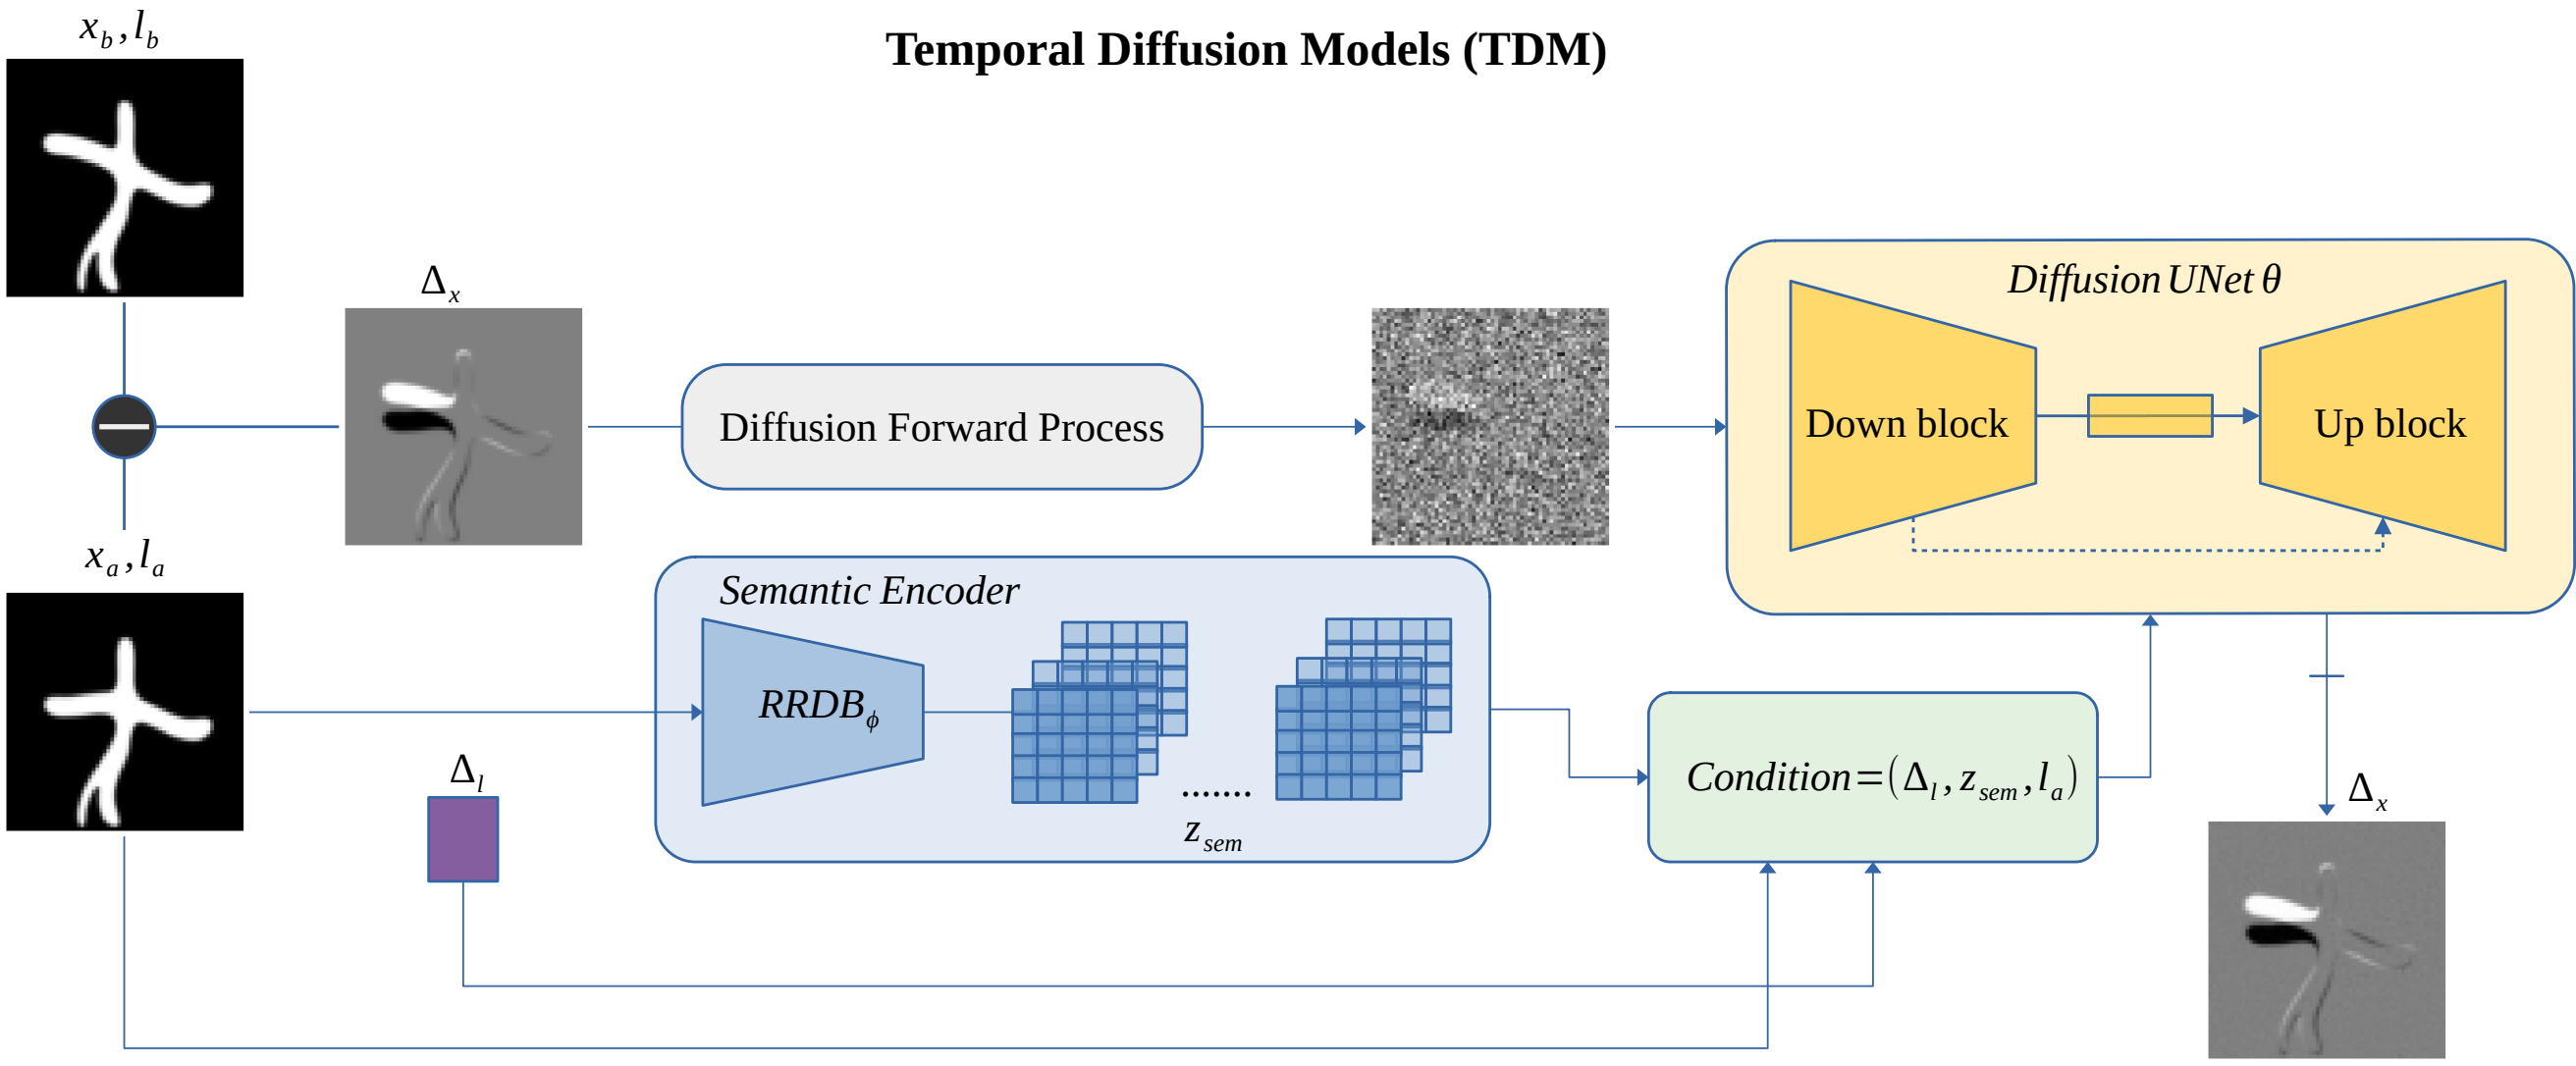 Temporal Diffusion Models (TDM)
x_b, l_b
Δ_x
Diffusion Forward Process
Diffusion UNet θ
Down block
Up block
x_a, l_a
Semantic Encoder
RRDB_ϕ
.......
z_sem
Δ_l
Condition=(Δ_l, z_sem, l_a)
Δ_x